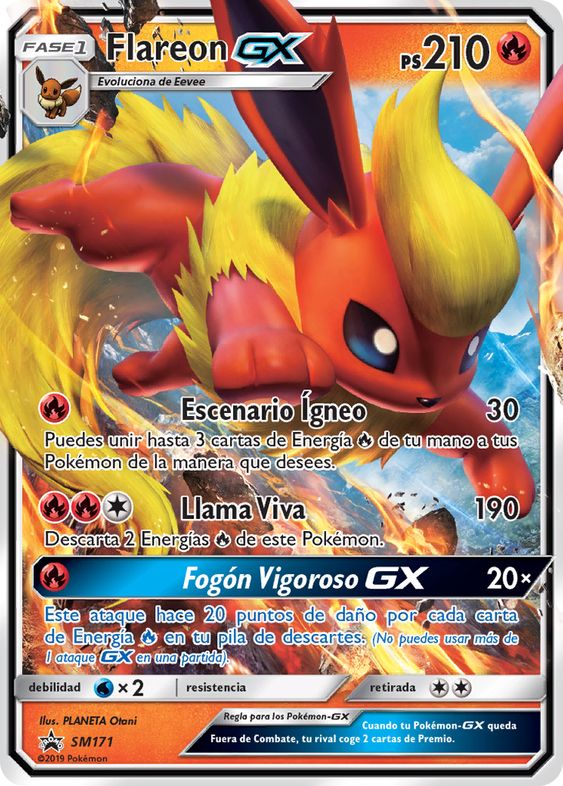 FASE 1 Flareon GX PS 210
Evoluciona de Eevee
Escenario Ígneo 30
Puedes unir hasta 3 cartas de Energía de tu mano a tus
Pokémon de la manera que desees.
Llama Viva 190
Descarta 2 Energías de este Pokémon.
Fogón Vigoroso GX 20×
Este ataque hace 20 puntos de daño por cada carta
de Energía en tu pila de descartes. (No puedes usar más de
1 ataque GX en una partida).
debilidad ×2 resistencia retirada
Ilus. PLANETA Otani
SM171
©2019 Pokémon
Regla para los Pokémon-GX
Cuando tu Pokémon-GX queda
Fuera de Combate, tu rival coge 2 cartas de Premio.
PROMO